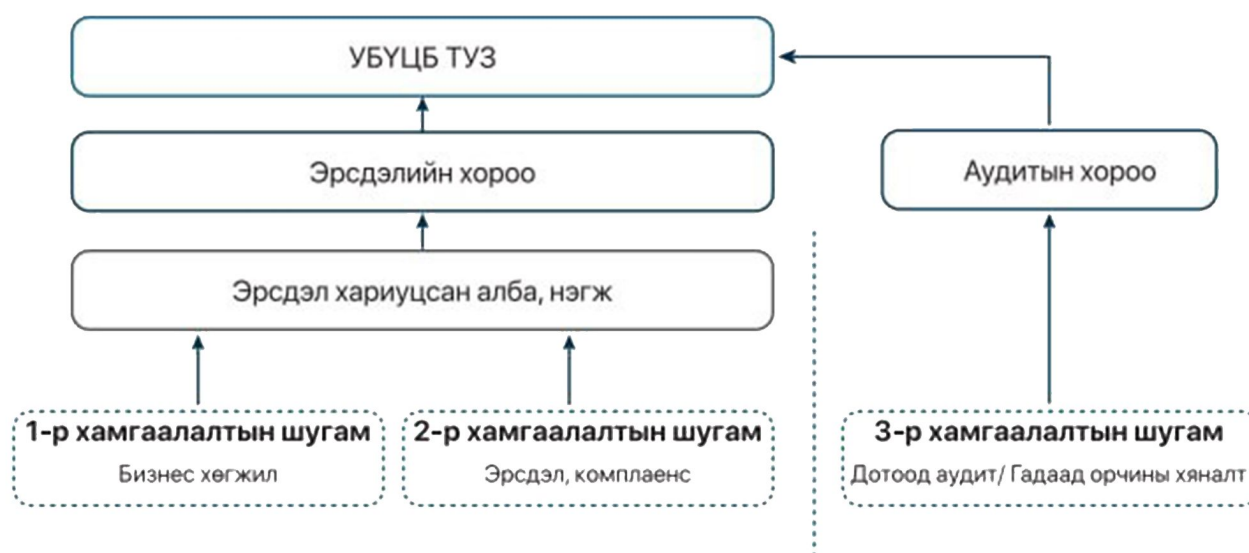 УБҮЦБ ТУЗ
Эрсдэлийн хороо
Аудитын хороо
Эрсдэл хариуцсан алба, нэгж
1-р хамгаалалтын шугам
Бизнес хөгжил
2-р хамгаалалтын шугам
Эрсдэл, комплаенс
3-р хамгаалалтын шугам
Дотоод аудит/ Гадаад орчины хяналт